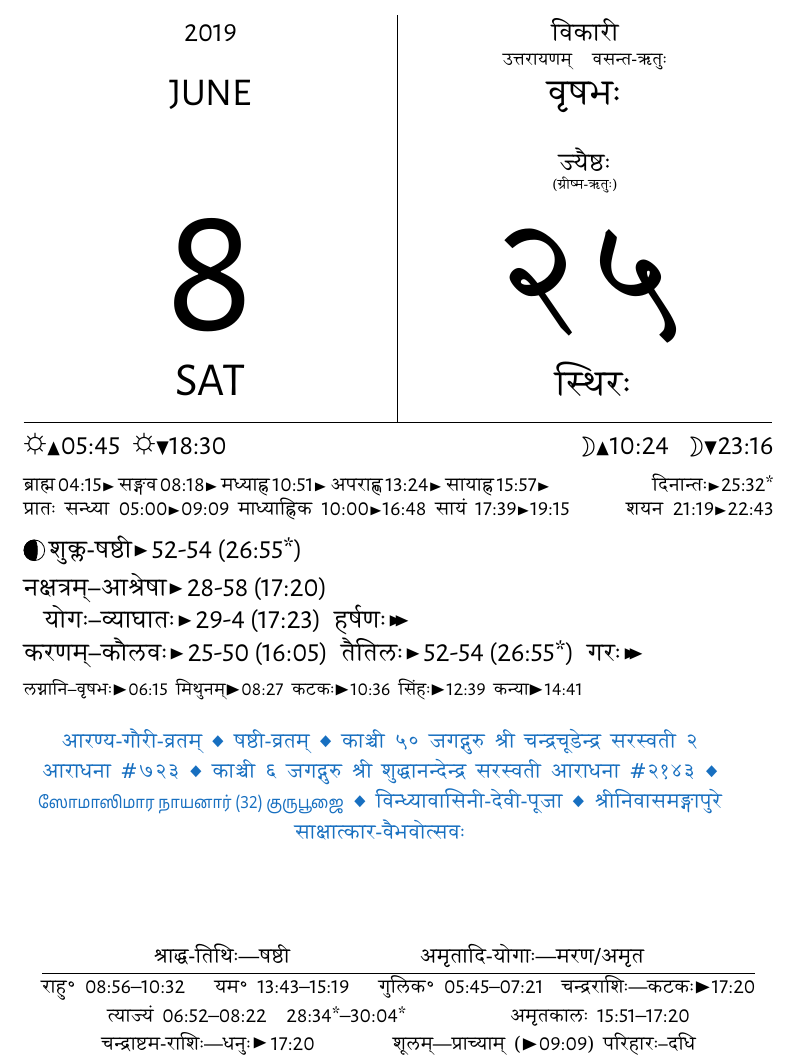 2019
JUNE
8
SAT
विकारी
उत्तरायणम् वसन्त-ऋतुः
वृषभः
ज्यैष्ठः
(ग्रीष्म-ऋतुः)
२५
स्थिरः
☼▲05:45 ☼▼18:30 ☽▲10:24 ☽▼23:16
ब्राह्म 04:15► सङ्गव 08:18► मध्याह्न 10:51► अपराह्ण 13:24► सायाह्न 15:57► दिनान्तः►25:32*
प्रातः सन्ध्या 05:00►09:09 माध्याह्निक 10:00►16:48 सायं 17:39►19:15 शयन 21:19►22:43
🌓 शुक्ल-षष्ठी►52-54 (26:55*)
नक्षत्रम्–आश्रेषा►28-58 (17:20)
योगः–व्याघातः►29-4 (17:23) हर्षणः►►
करणम्–कौलवः►25-50 (16:05) तैतिलः►52-54 (26:55*) गरः►►
लग्नानि–वृषभः►06:15 मिथुनम्►08:27 कटकः►10:36 सिंहः►12:39 कन्या►14:41
आरण्य-गौरी-व्रतम् ◆ षष्ठी-व्रतम् ◆ काञ्ची ५० जगद्गुरु श्री चन्द्रचूडेन्द्र सरस्वती २
आराधना #७२३ ◆ काञ्ची ६ जगद्गुरु श्री शुद्धानन्देन्द्र सरस्वती आराधना #२१४३ ◆
ஸோமாஸிமார நாயனார் (32) குருபூஜை ◆ विन्ध्यावासिनी-देवी-पूजा ◆ श्रीनिवासमङ्गापुरे
साक्षात्कार-वैभवोत्सवः
श्राद्ध-तिथिः—षष्ठी अमृतादि-योगाः—मरण/अमृत
राहु॰ 08:56–10:32 यम॰ 13:43–15:19 गुलिक॰ 05:45–07:21 चन्द्रराशिः—कटकः►17:20
त्याज्यं 06:52–08:22 28:34*–30:04* अमृतकालः 15:51–17:20
चन्द्राष्टम-राशिः—धनुः►17:20 शूलम्—प्राच्याम् (►09:09) परिहारः–दधि